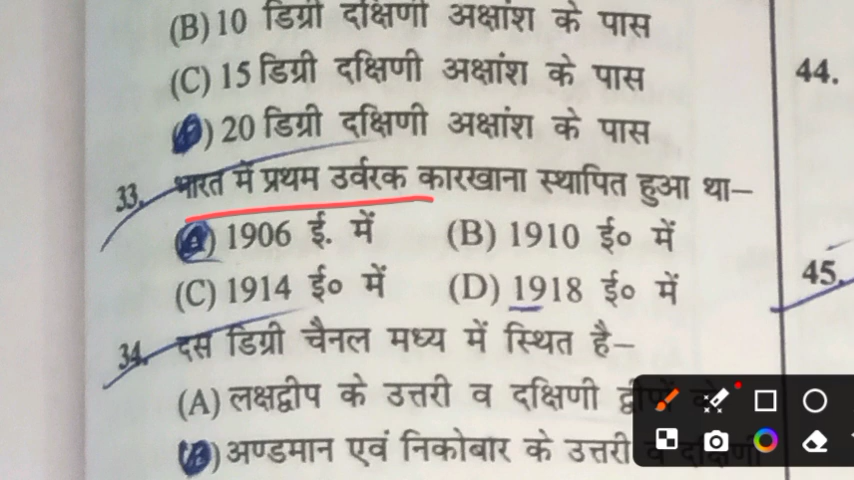 (B) 10 डिग्री दक्षिणी अक्षांश के पास
(C) 15 डिग्री दक्षिणी अक्षांश के पास
44.
) 20 डिग्री दक्षिणी अक्षांश के पास
33. भारत में प्रथम उर्वरक कारखाना स्थापित हुआ था–
(A) 1906 ई. में (B) 1910 ई० में
(C) 1914 ई० में (D) 1918 ई० में
45.
34. दस डिग्री चैनल मध्य में स्थित है–
(A) लक्षद्वीप के उत्तरी व दक्षिणी द्वीपों के
(B) अण्डमान एवं निकोबार के उत्तरी व दक्षिणी